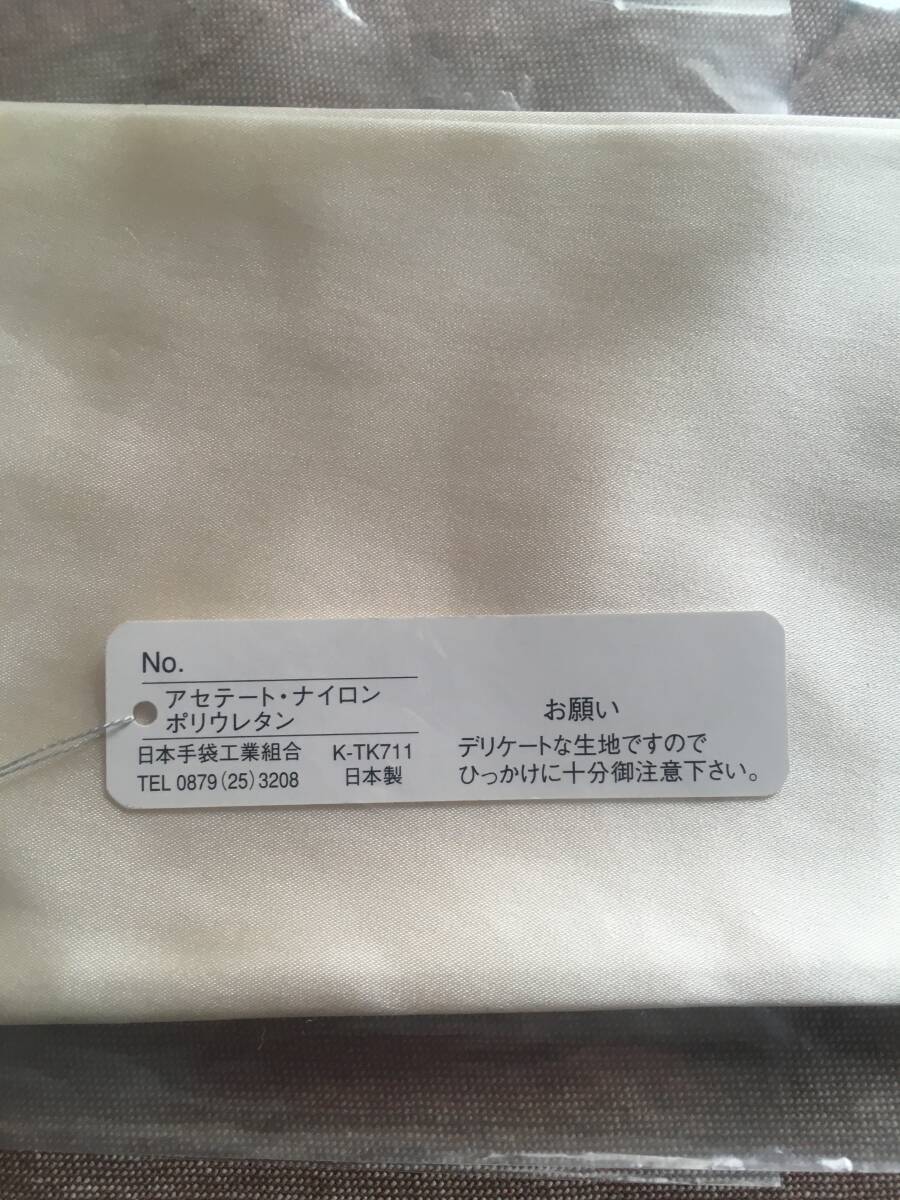 No.
アセテート・ナイロン
ポリウレタン
日本手袋工業組合 K-TK711
TEL 0879(25)3208 日本製
お願い
デリケートな生地ですので
ひっかけに十分御注意下さい。